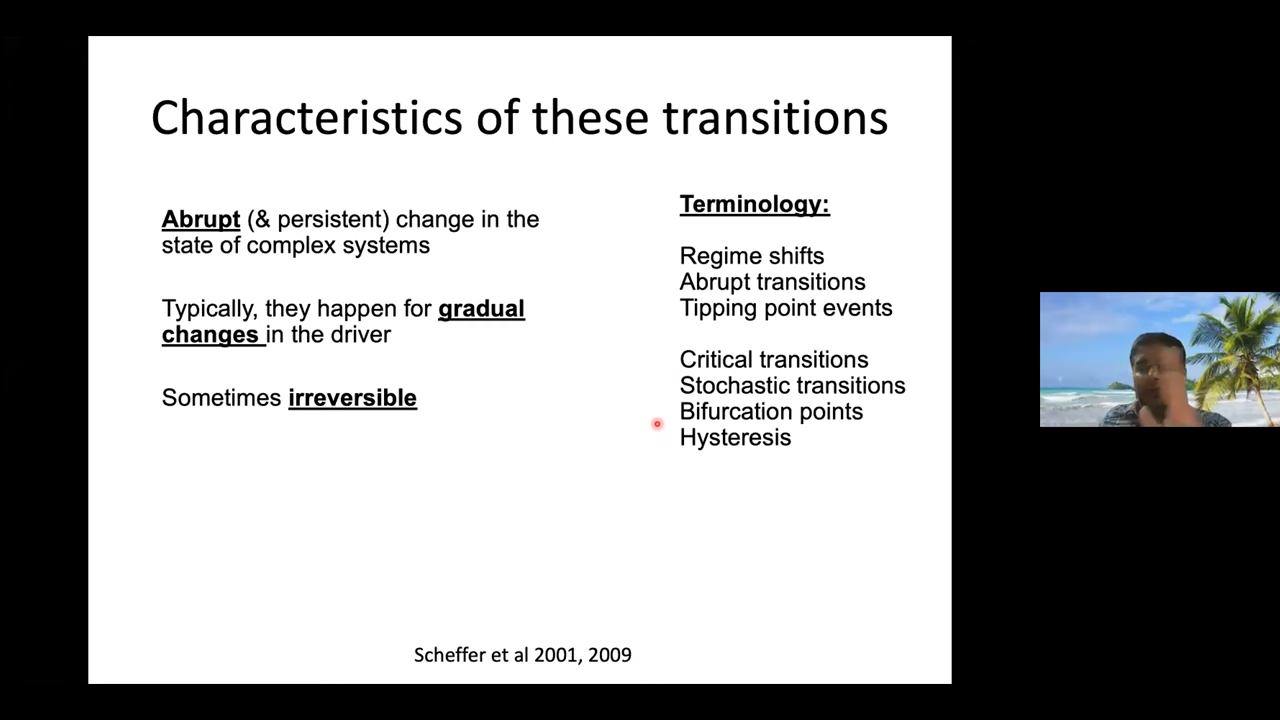 Characteristics of these transitions
Abrupt (& persistent) change in the
state of complex systems
Typically, they happen for gradual
changes in the driver
Sometimes irreversible
Terminology:
Regime shifts
Abrupt transitions
Tipping point events
Critical transitions
Stochastic transitions
Bifurcation points
Hysteresis
Scheffer et al 2001, 2009